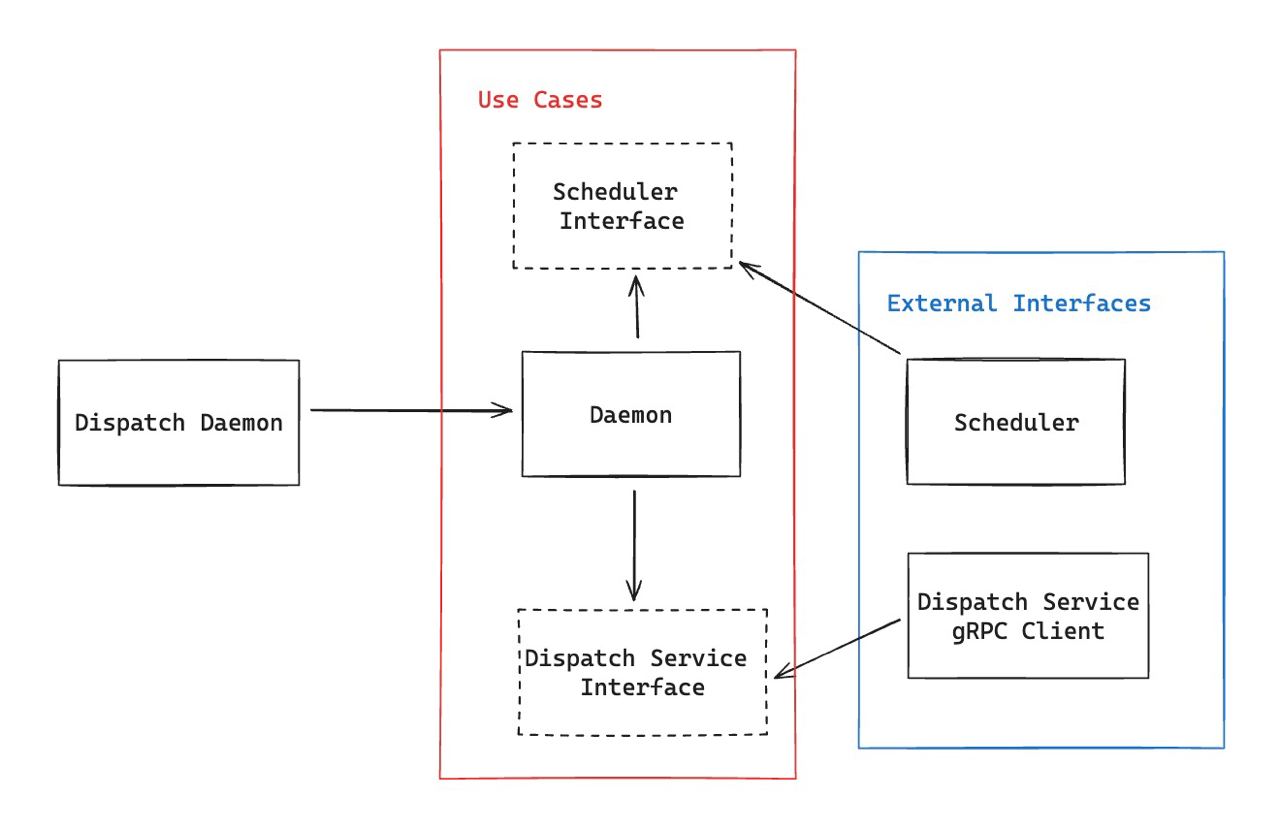 Use Cases
Scheduler
Interface
External Interfaces
Dispatch Daemon
Daemon
Scheduler
Dispatch Service
gRPC Client
Dispatch Service
Interface